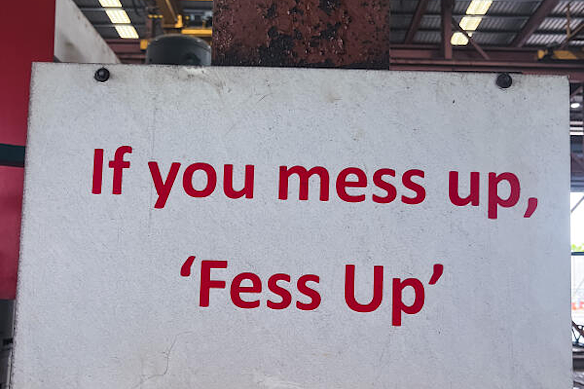 If you mess up,
‘Fess Up’